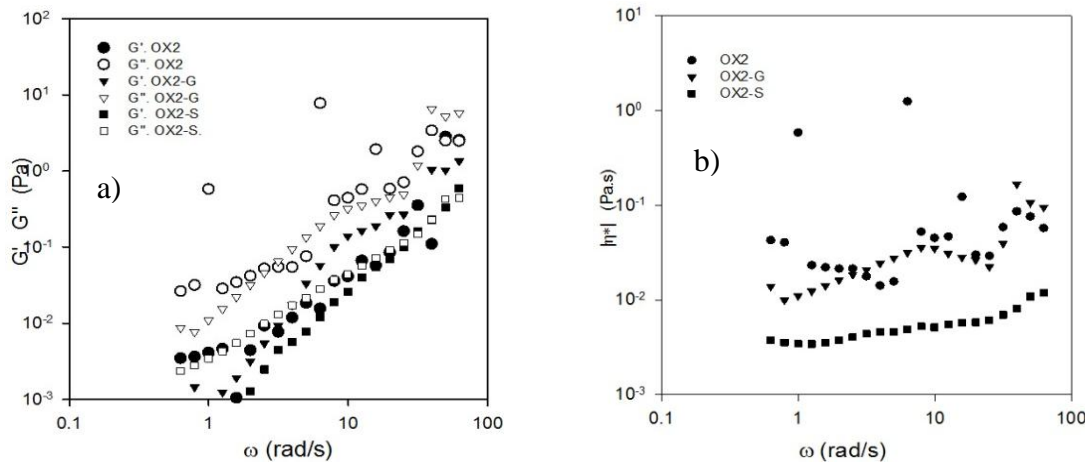 10²
10¹
10⁰
10⁻¹
10⁻²
10⁻³
G' G" (Pa)
G'. OX2
G". OX2
G'. OX2-G
G". OX2-G
G'. OX2-S
G". OX2-S.
a)
0.1
1
10
100
ω (rad/s)
10¹
10⁰
10⁻¹
10⁻²
10⁻³
|η*| (Pa.s)
b)
OX2
OX2-G
OX2-S
0.1
1
10
100
ω (rad/s)